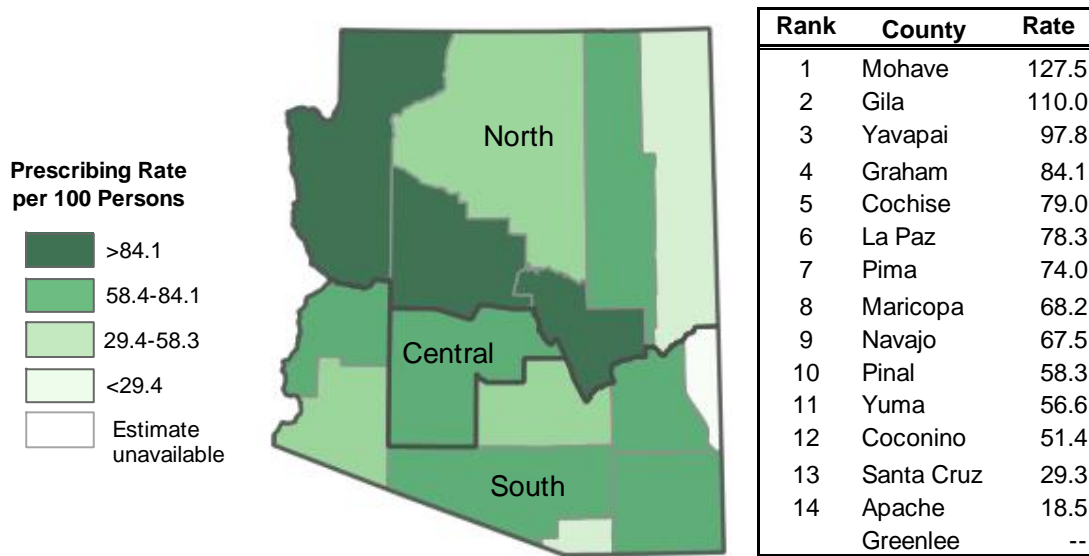 Prescribing Rate
per 100 Persons
>84.1
58.4-84.1
29.4-58.3
<29.4
Estimate
unavailable
North
Central
South
Rank County Rate
1 Mohave 127.5
2 Gila 110.0
3 Yavapai 97.8
4 Graham 84.1
5 Cochise 79.0
6 La Paz 78.3
7 Pima 74.0
8 Maricopa 68.2
9 Navajo 67.5
10 Pinal 58.3
11 Yuma 56.6
12 Coconino 51.4
13 Santa Cruz 29.3
14 Apache 18.5
Greenlee --